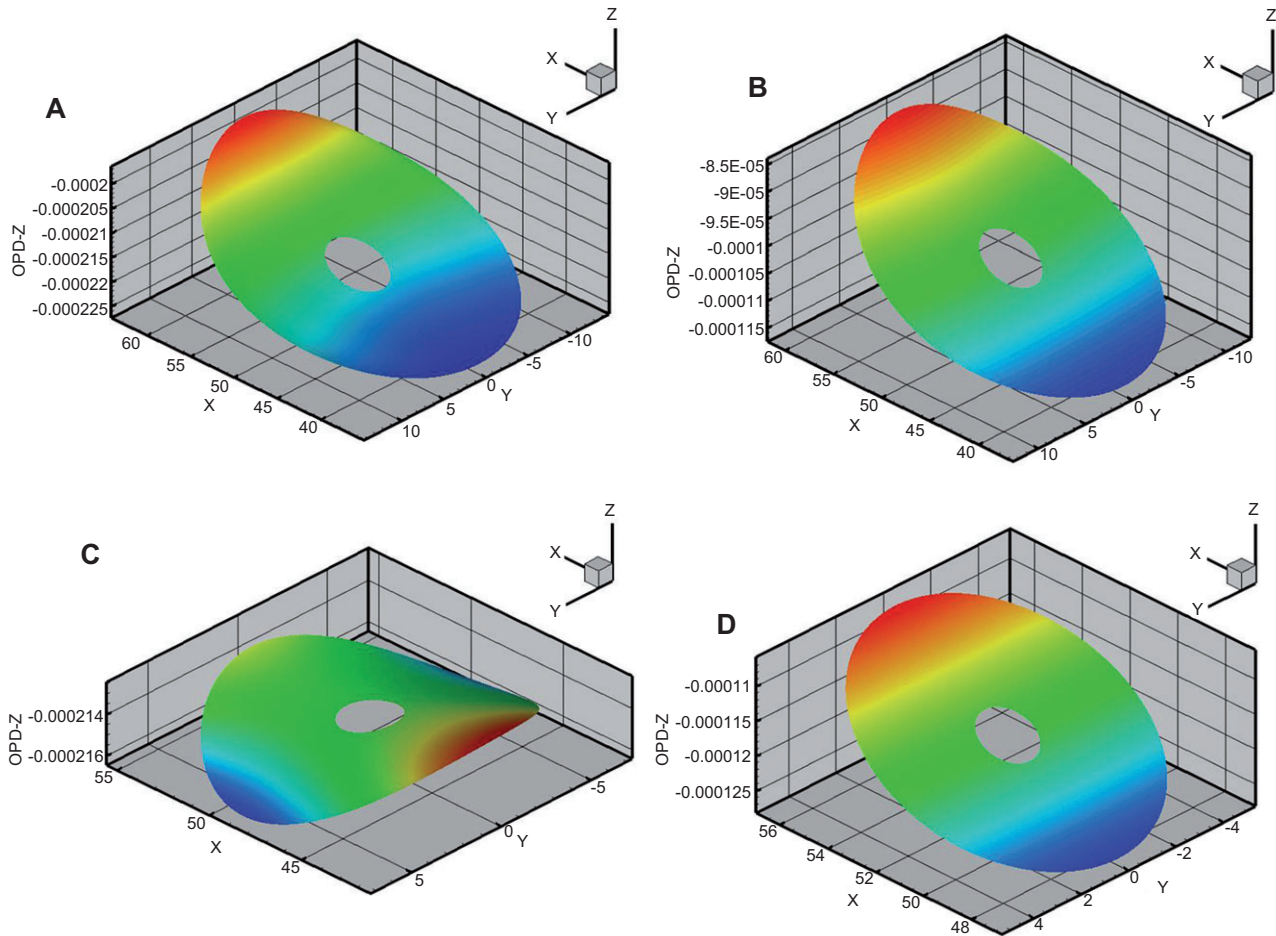 A
Z
X
Y
-0.0002
-0.000205
-0.00021
-0.000215
-0.00022
-0.000225
OPD-Z
60
55
50
45
40
X
10
5
0
-5
-10
Y
B
Z
X
Y
-8.5E-05
-9E-05
-9.5E-05
-0.0001
-0.000105
-0.00011
-0.000115
OPD-Z
60
55
50
45
40
X
10
5
0
-5
-10
Y
C
Z
X
Y
-0.000214
-0.000216
OPD-Z
55
50
45
X
5
0
-5
Y
D
Z
X
Y
-0.00011
-0.000115
-0.00012
-0.000125
OPD-Z
56
54
52
50
48
X
4
2
0
-2
-4
Y